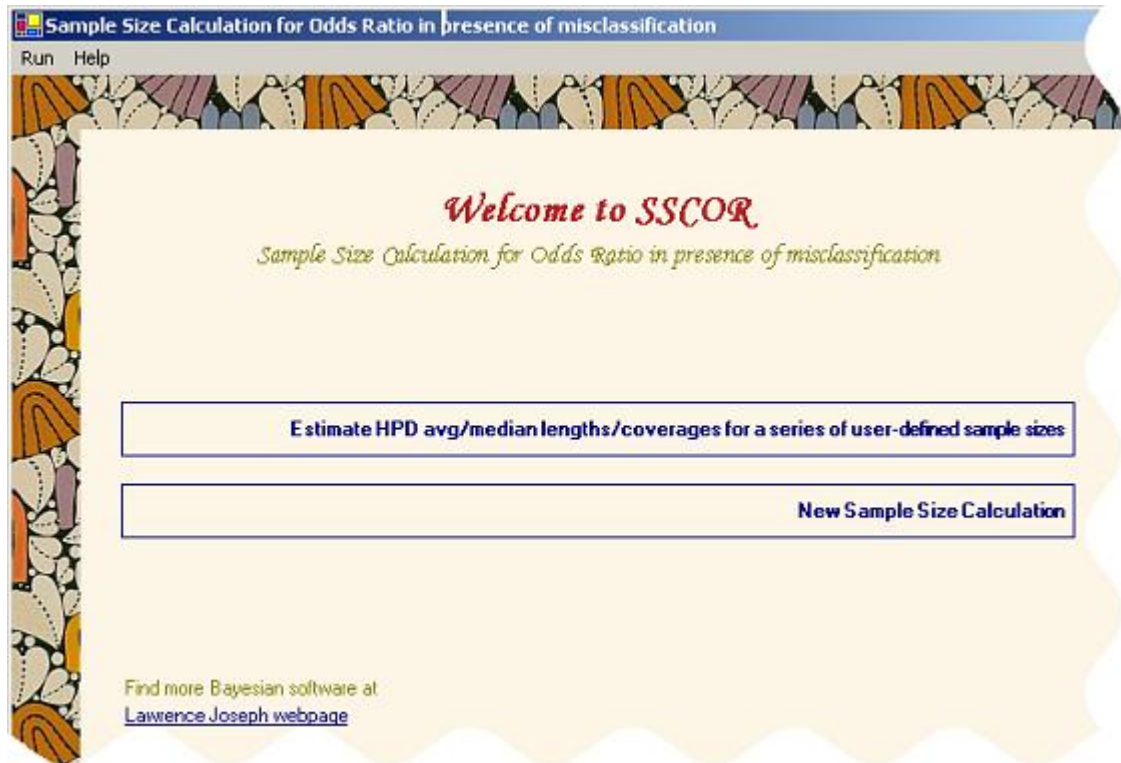 Sample Size Calculation for Odds Ratio in presence of misclassification
Run Help
Welcome to SSCOR
Sample Size Calculation for Odds Ratio in presence of misclassification
Estimate HPD avg/median lengths/coverages for a series of user-defined sample sizes
New Sample Size Calculation
Find more Bayesian software at
Lawrence Joseph webpage